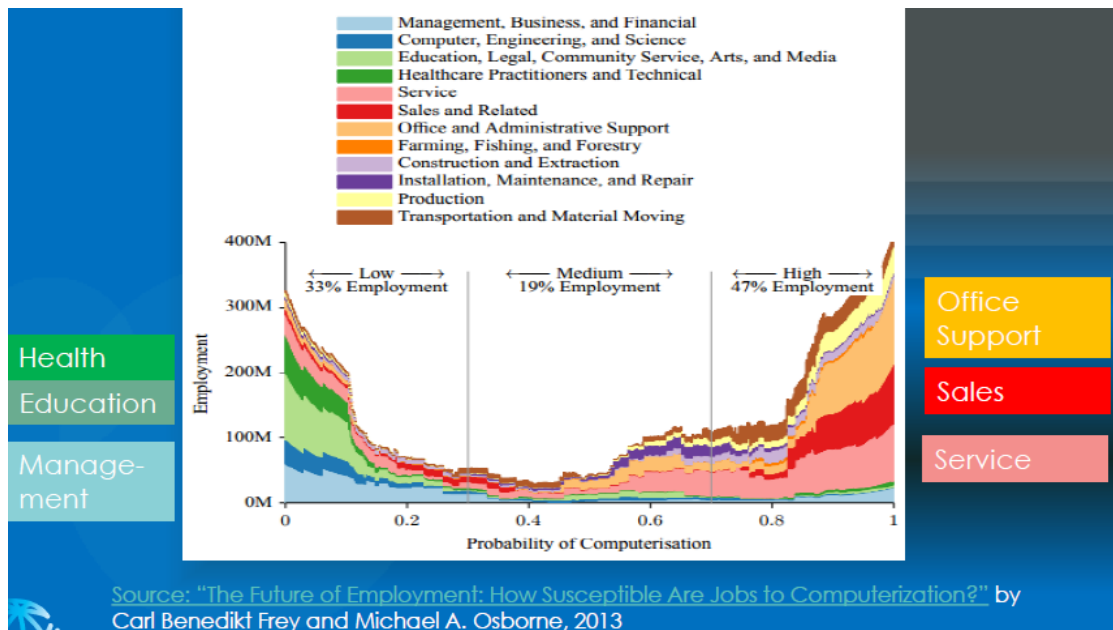 Management, Business, and Financial
Computer, Engineering, and Science
Education, Legal, Community Service, Arts, and Media
Healthcare Practitioners and Technical
Service
Sales and Related
Office and Administrative Support
Farming, Fishing, and Forestry
Construction and Extraction
Installation, Maintenance, and Repair
Production
Transportation and Material Moving
400M
300M
200M
100M
0M
Employment
Low
33% Employment
Medium
19% Employment
High
47% Employment
0
0.2
0.4
0.6
0.8
1
Probability of Computerisation
Health
Education
Manage-
ment
Office
Support
Sales
Service
Source: “The Future of Employment: How Susceptible Are Jobs to Computerization?” by
Carl Benedikt Frey and Michael A. Osborne, 2013